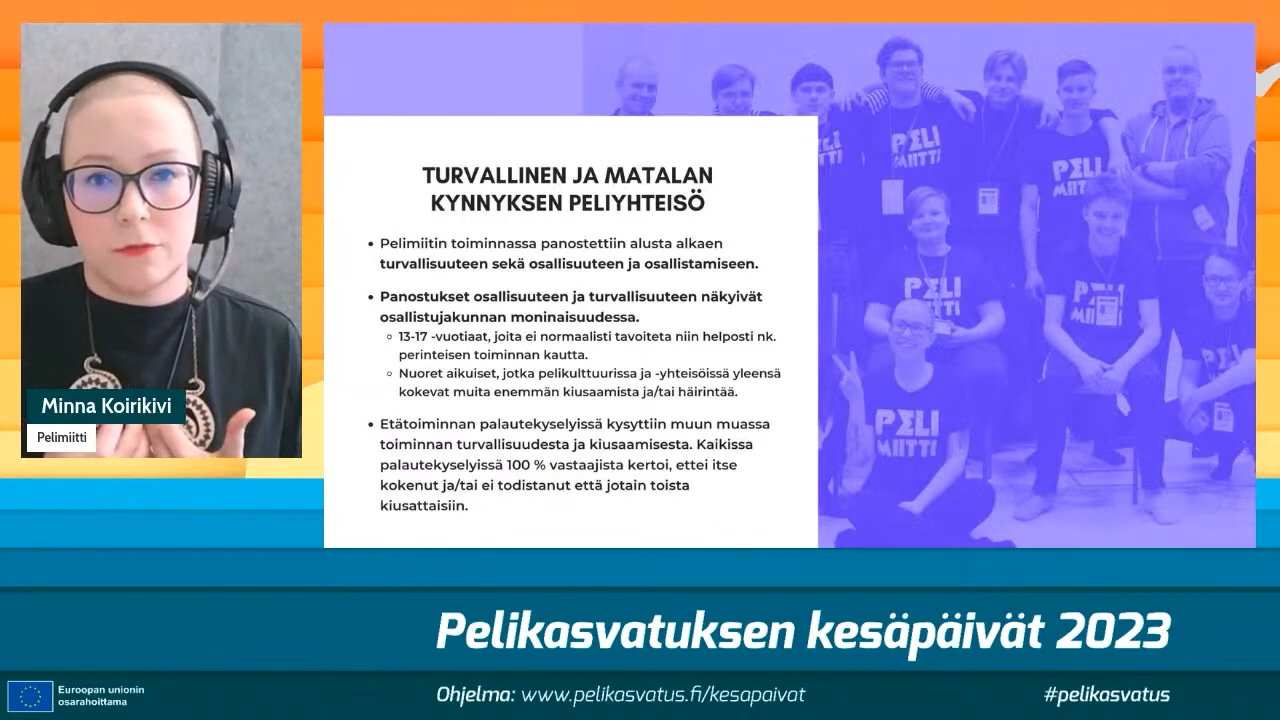 TURVALLINEN JA MATALAN
KYNNYKSEN PELIYHTEISÖ
• Pelimiitin toiminnassa panostettiin alusta alkaen
turvallisuuteen sekä osallisuuteen ja osallistamiseen.
• Panostukset osallisuuteen ja turvallisuuteen näkyivät
osallistujakunnan moninaisuudessa.
◦ 13-17 -vuotiaat, joita ei normaalisti tavoiteta niin helposti nk.
perinteisen toiminnan kautta.
◦ Nuoret aikuiset, jotka pelikulttuurissa ja -yhteisöissä yleensä
kokevat muita enemmän kiusaamista ja/tai häirintää.
• Etätoiminnan palautekyselyissä kysyttiin muun muassa
toiminnan turvallisuudesta ja kiusaamisesta. Kaikissa
palautekyselyissä 100 % vastaajista kertoi, ettei itse
kokenut ja/tai ei todistanut että jotain toista
kiusattaisiin.
PELI
MIITTI
PELI
MIITTI
PELI
MIITTI
Minna Koirikivi
Pelimiitti
Pelikasvatuksen kesäpäivät 2023
Euroopan unionin
osarahoittama
Ohjelma: www.pelikasvatus.fi/kesapaivat
#pelikasvatus